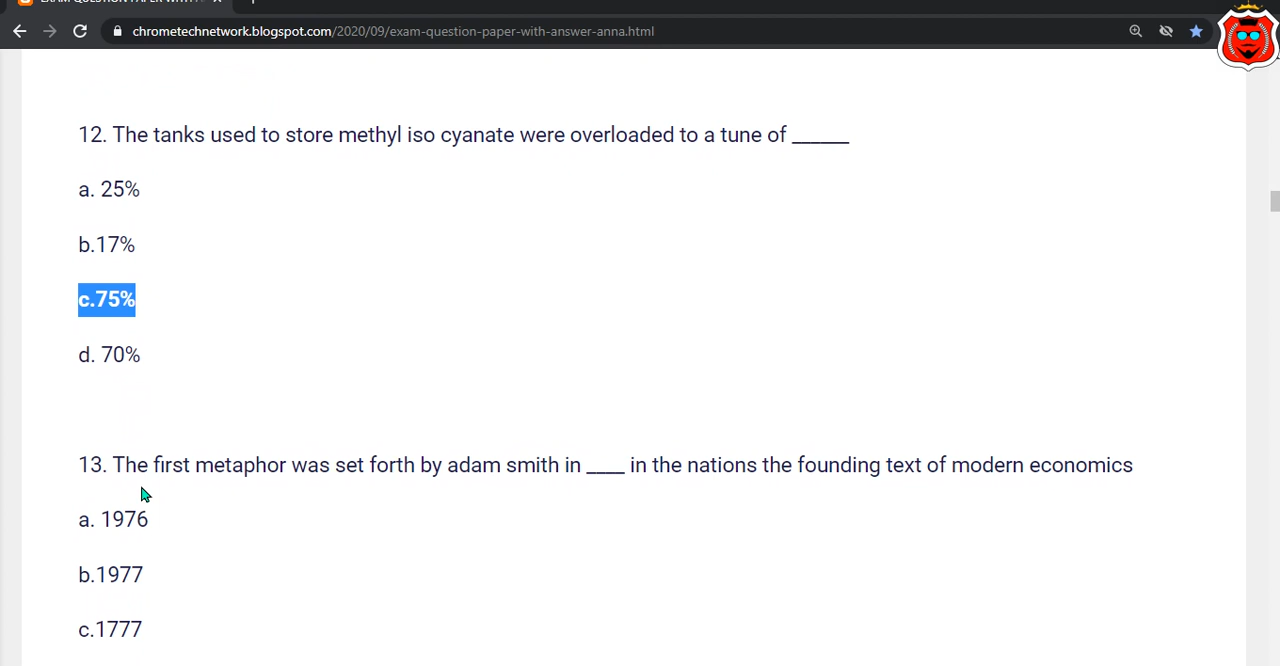 chrometechnetwork.blogspot.com/2020/09/exam-question-paper-with-answer-anna.html
12. The tanks used to store methyl iso cyanate were overloaded to a tune of ______
a. 25%
b.17%
c.75%
d. 70%
13. The first metaphor was set forth by adam smith in ____ in the nations the founding text of modern economics
a. 1976
b.1977
c.1777